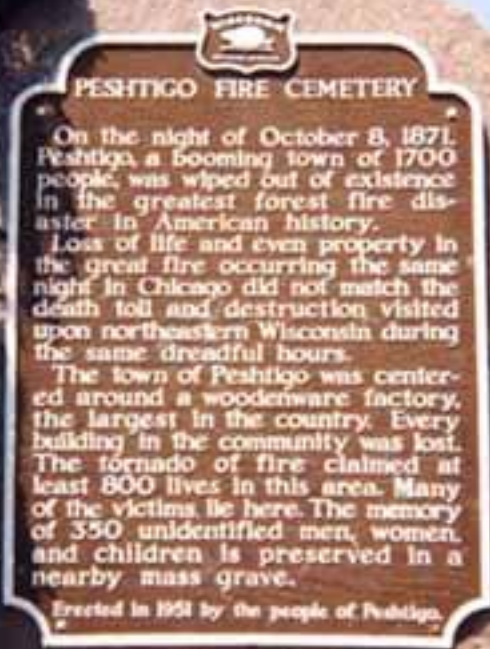 WISCONSIN
PESHTIGO FIRE CEMETERY
On the night of October 8, 1871,
Peshtigo, a booming town of 1700
people, was wiped out of existence
in the greatest forest fire dis-
aster in American history.
Loss of life and even property in
the great fire occurring the same
night in Chicago did not match the
death toll and destruction visited
upon northeastern Wisconsin during
the same dreadful hours.
The town of Peshtigo was center-
ed around a woodenware factory,
the largest in the country. Every
building in the community was lost.
The tornado of fire claimed at
least 800 lives in this area. Many
of the victims lie here. The memory
of 350 unidentified men, women,
and children is preserved in a
nearby mass grave.
Erected in 1951 by the people of Peshtigo.